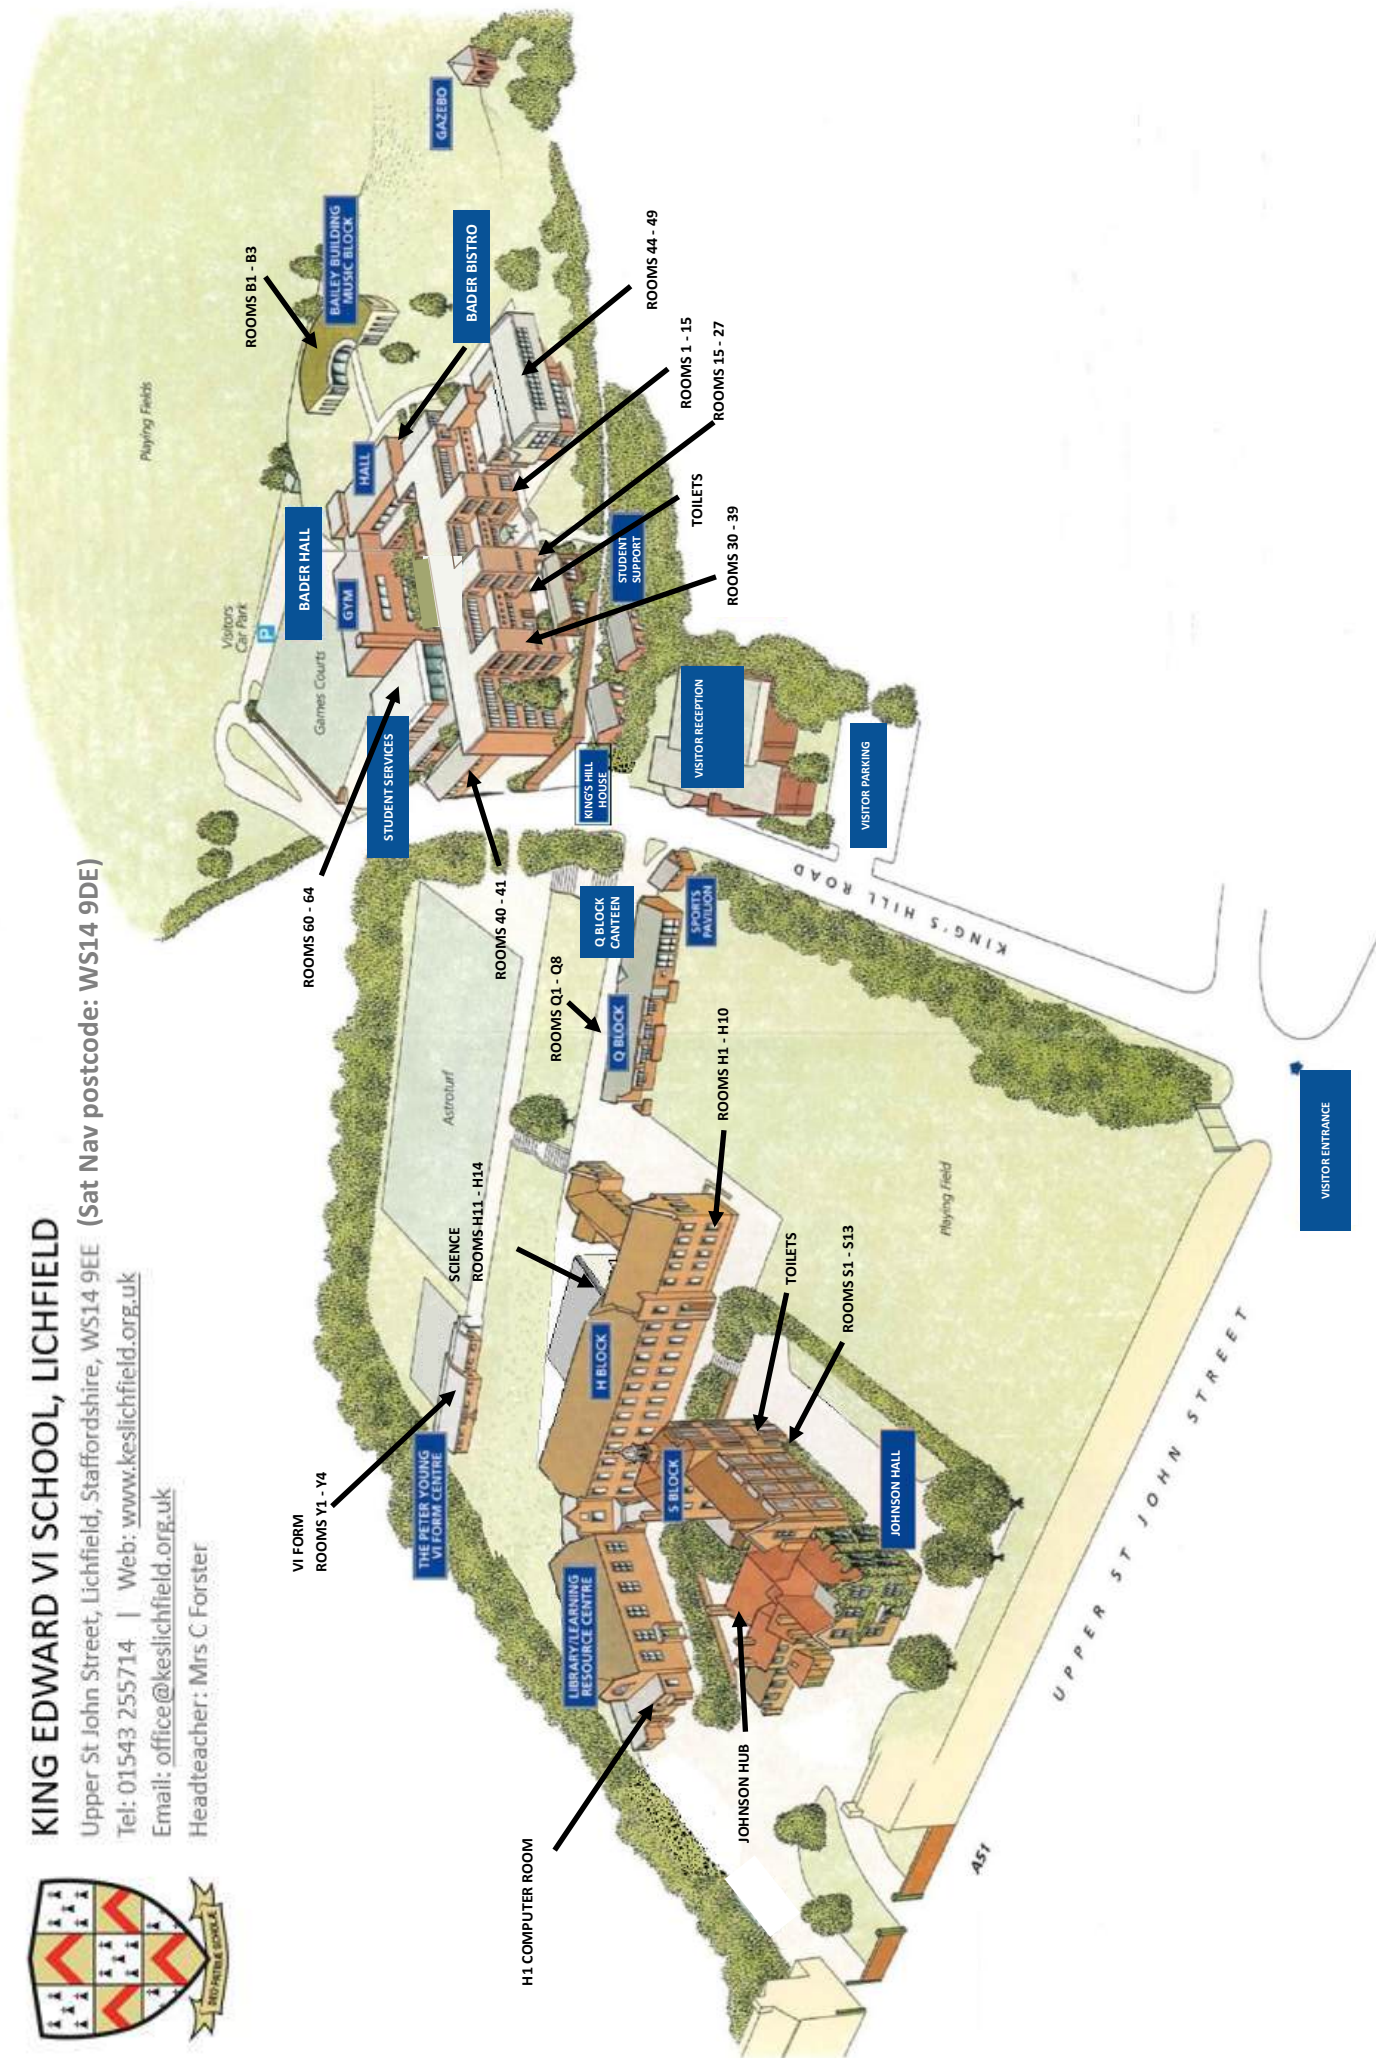 KING EDWARD VI SCHOOL, LICHFIELD
Upper St John Street, Lichfield, Staffordshire, WS14 9EE (Sat Nav postcode: WS14 9DE)
Tel: 01543 255714 | Web: www.keslichfield.org.uk
Email: office@keslichfield.org.uk
Headteacher: Mrs C Forster
DEO·PATRIAE·SCHOLAE
Playing Fields
ROOMS B1 - B3
BAILEY BUILDING
MUSIC BLOCK
GAZEBO
BADER BISTRO
ROOMS 44 - 49
ROOMS 1 - 15
ROOMS 15 - 27
TOILETS
ROOMS 30 - 39
HALL
BADER HALL
GYM
Visitors
Car Park
P
Games Courts
STUDENT SERVICES
STUDENT
SUPPORT
KING'S HILL
HOUSE
VISITOR RECEPTION
VISITOR PARKING
ROOMS 60 - 64
ROOMS 40 - 41
Q BLOCK
CANTEEN
SPORTS
PAVILION
KING'S HILL ROAD
ROOMS Q1 - Q8
Q BLOCK
Astroturf
SCIENCE
ROOMS H11 - H14
ROOMS H1 - H10
H BLOCK
VI FORM
ROOMS Y1 - Y4
THE PETER YOUNG
VI FORM CENTRE
TOILETS
ROOMS S1 - S13
S BLOCK
JOHNSON HALL
LIBRARY/LEARNING
RESOURCE CENTRE
JOHNSON HUB
H1 COMPUTER ROOM
Playing Field
VISITOR ENTRANCE
UPPER ST JOHN STREET
A51